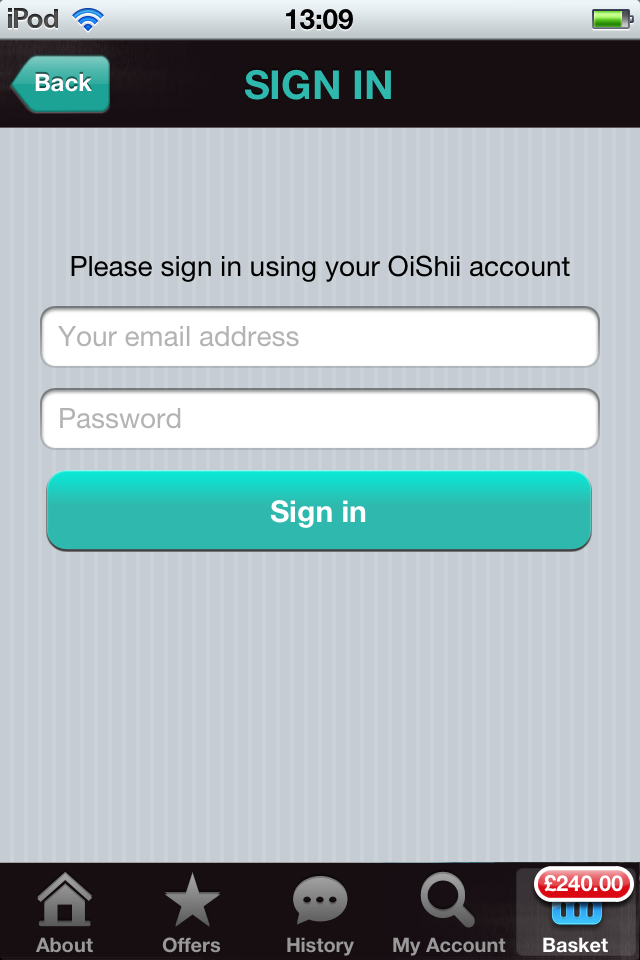 iPod
13:09
Back
SIGN IN
Please sign in using your OiShii account
Your email address
Password
Sign in
£240.00
About
Offers
History
My Account
Basket